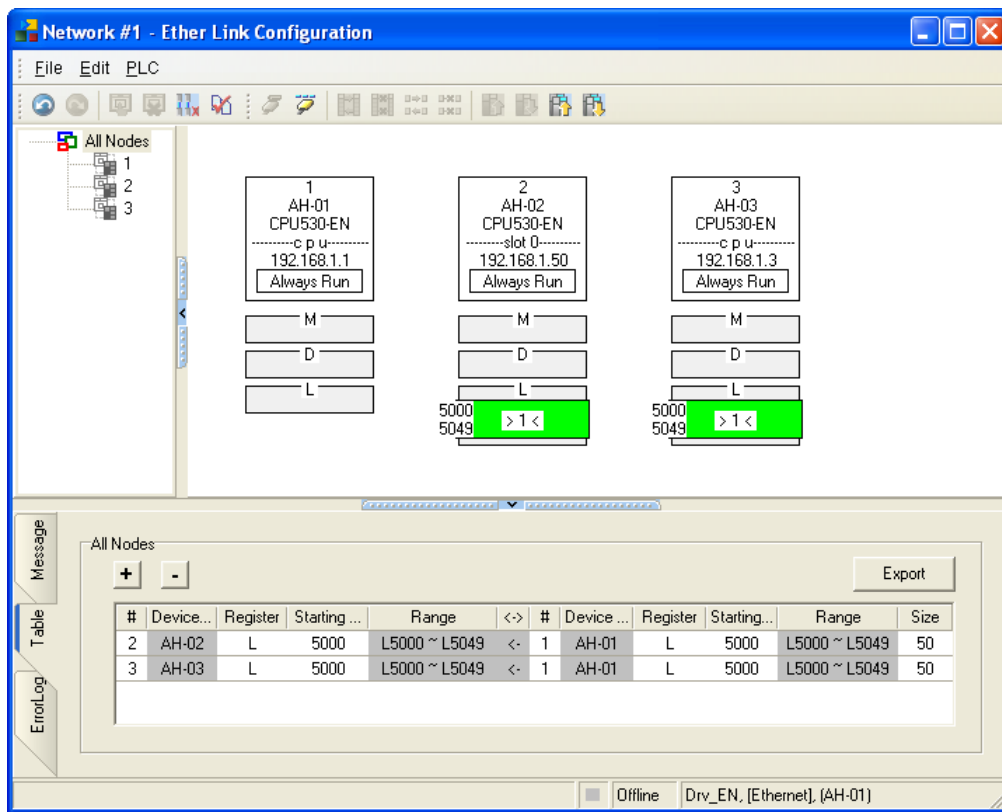 Network #1 - Ether Link Configuration
File Edit PLC
All Nodes
1
2
3
1
AH-01
CPU530-EN
---------c p u---------
192.168.1.1
Always Run
M
D
L
2
AH-02
CPU530-EN
---------slot 0---------
192.168.1.50
Always Run
M
D
L
5000
5049
> 1 <
3
AH-03
CPU530-EN
---------c p u---------
192.168.1.3
Always Run
M
D
L
5000
5049
> 1 <
Message
Table
ErrorLog
All Nodes
+ -
Export
# Device... Register Starting ... Range <-> # Device ... Register Starting... Range Size
2 AH-02 L 5000 L5000 ~ L5049 <- 1 AH-01 L 5000 L5000 ~ L5049 50
3 AH-03 L 5000 L5000 ~ L5049 <- 1 AH-01 L 5000 L5000 ~ L5049 50
Offline Drv_EN, [Ethernet], (AH-01)